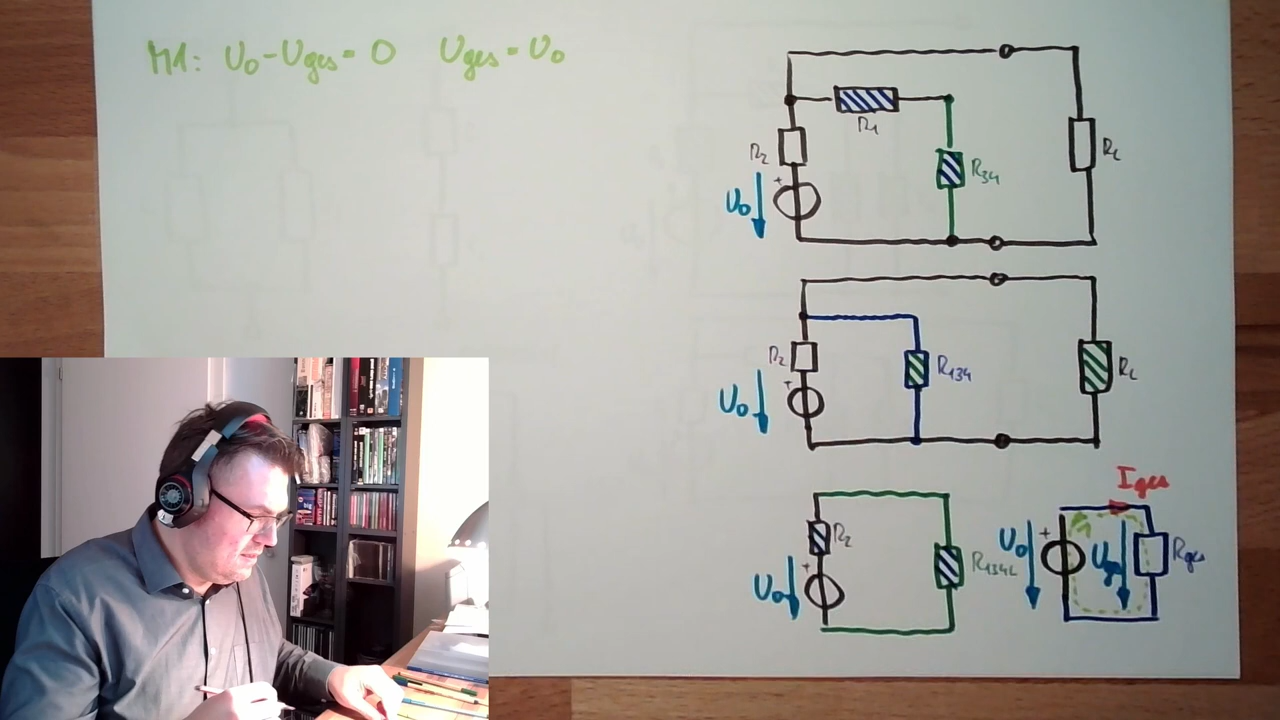 M1: U₀ - Uges = 0   Uges = U₀
R1
R2
R34
RL
U₀
+
R2
R134
RL
U₀
+
Iges
R2
R134L
U₀
+
U₀
+
Uges
Rges